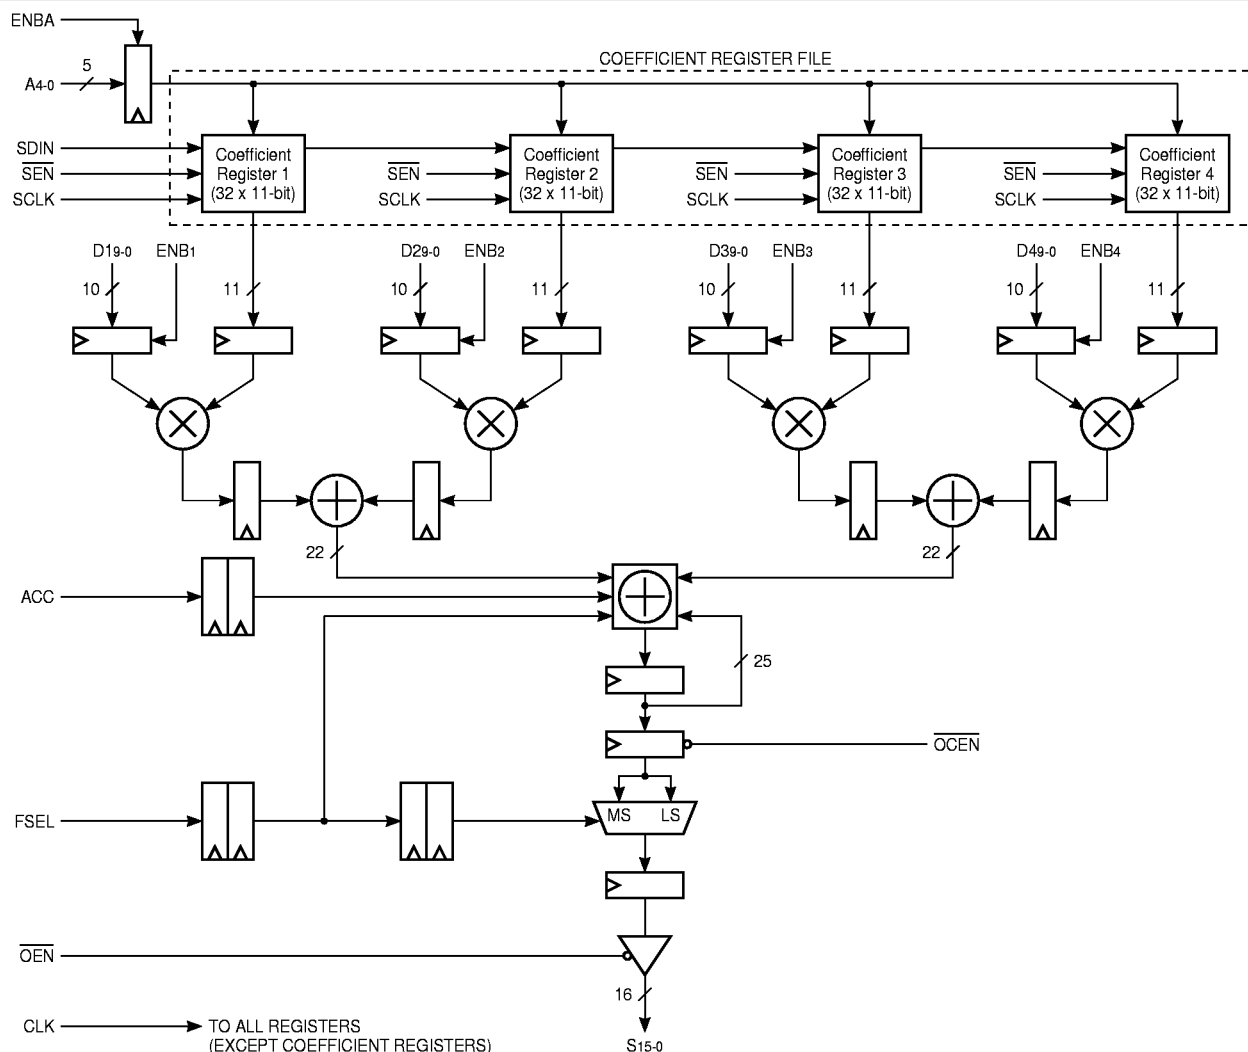 ENBA
5
COEFFICIENT REGISTER FILE
A4-0
SDIN
SEN
SCLK
Coefficient
Register 1
(32 x 11-bit)
SEN
SCLK
Coefficient
Register 2
(32 x 11-bit)
SEN
SCLK
Coefficient
Register 3
(32 x 11-bit)
SEN
SCLK
Coefficient
Register 4
(32 x 11-bit)
D19-0 ENB1
10 11
D29-0 ENB2
10 11
D39-0 ENB3
10 11
D49-0 ENB4
10 11
22
22
ACC
25
OCEN
FSEL
MS LS
OEN
16
CLK
TO ALL REGISTERS
(EXCEPT COEFFICIENT REGISTERS)
S15-0